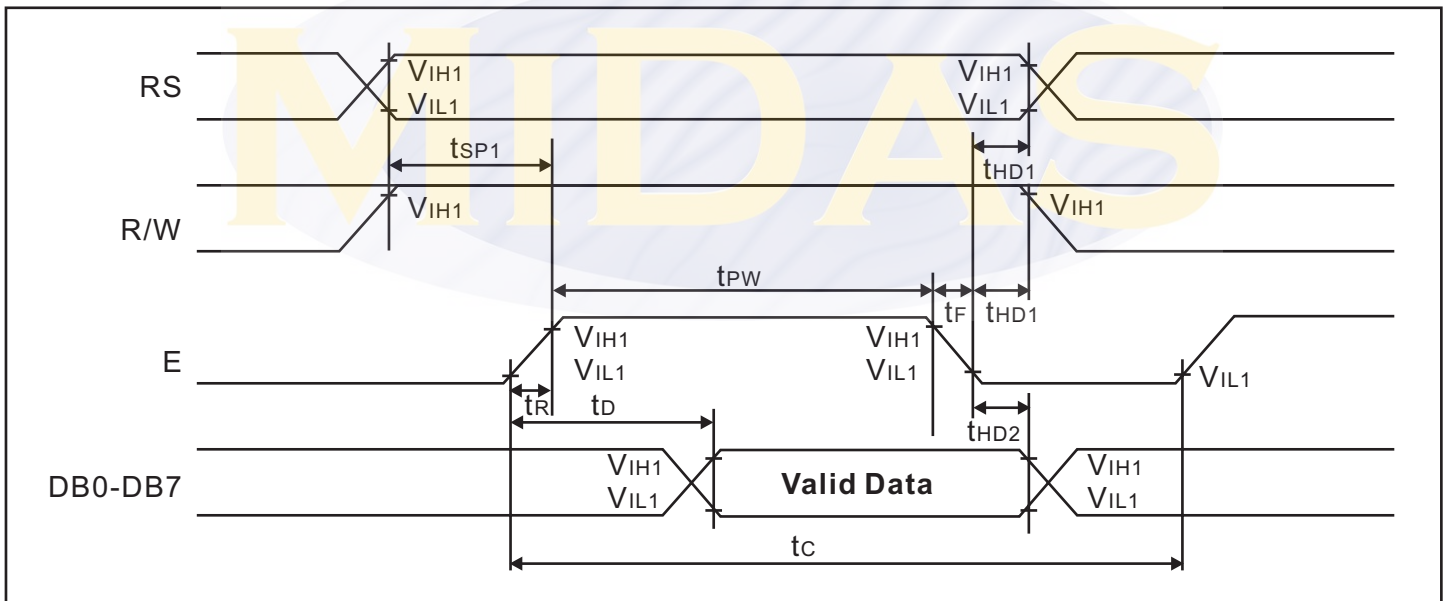 MIDAS
RS
VIH1
VIL1
VIH1
VIL1
tSP1
tHD1
R/W
VIH1
VIH1
tPW
tF
tHD1
E
VIH1
VIL1
VIH1
VIL1
VIL1
tR
tD
tHD2
DB0-DB7
VIH1
VIL1
Valid Data
VIH1
VIL1
tC